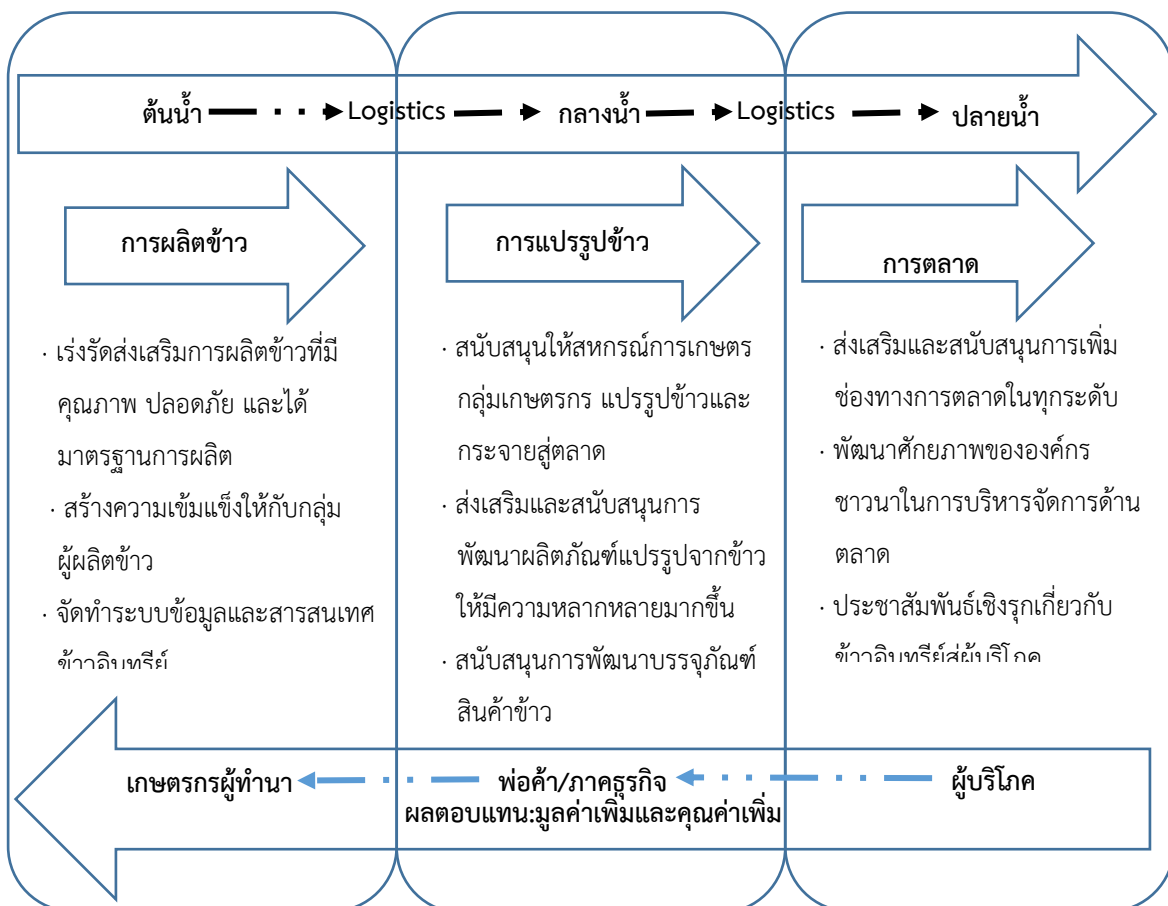 ต้นน้ำ Logistics กลางน้ำ Logistics ปลายน้ำ
การผลิตข้าว
การแปรรูปข้าว
การตลาด
· เร่งรัดส่งเสริมการผลิตข้าวที่มี
คุณภาพ ปลอดภัย และได้
มาตรฐานการผลิต
· สร้างความเข้มแข็งให้กับกลุ่ม
ผู้ผลิตข้าว
· จัดทำระบบข้อมูลและสารสนเทศ
ข้าวอินทรีย์
· สนับสนุนให้สหกรณ์การเกษตร
กลุ่มเกษตรกร แปรรูปข้าวและ
กระจายสู่ตลาด
· ส่งเสริมและสนับสนุนการ
พัฒนาผลิตภัณฑ์แปรรูปจากข้าว
ให้มีความหลากหลายมากขึ้น
· สนับสนุนการพัฒนาบรรจุภัณฑ์
สินค้าข้าว
· ส่งเสริมและสนับสนุนการเพิ่ม
ช่องทางการตลาดในทุกระดับ
· พัฒนาศักยภาพขององค์กร
ชาวนาในการบริหารจัดการด้าน
ตลาด
· ประชาสัมพันธ์เชิงรุกเกี่ยวกับ
ข้าวอินทรีย์สู่ผู้บริโภค
เกษตรกรผู้ทำนา พ่อค้า/ภาคธุรกิจ ผู้บริโภค
ผลตอบแทน:มูลค่าเพิ่มและคุณค่าเพิ่ม